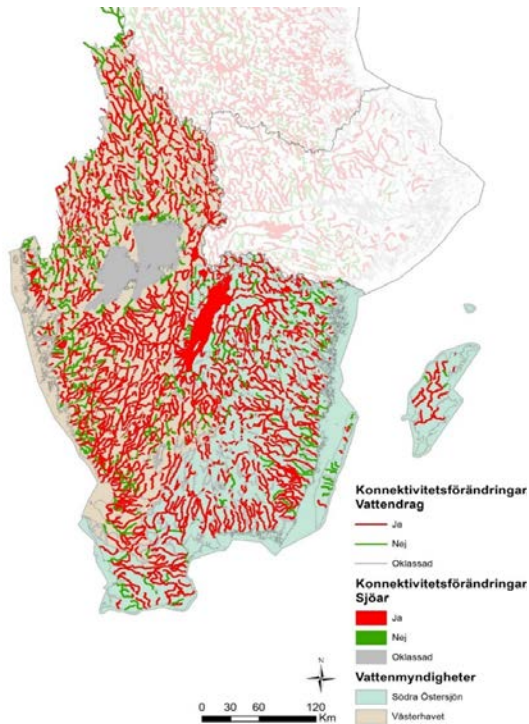 Konnektivitetsförändringar
Vattendrag
Ja
Nej
Oklassad
Konnektivitetsförändringar
Sjöar
Ja
Nej
Oklassad
Vattenmyndigheter
Södra Östersjön
Västerhavet
N
0 30 60 120
Km